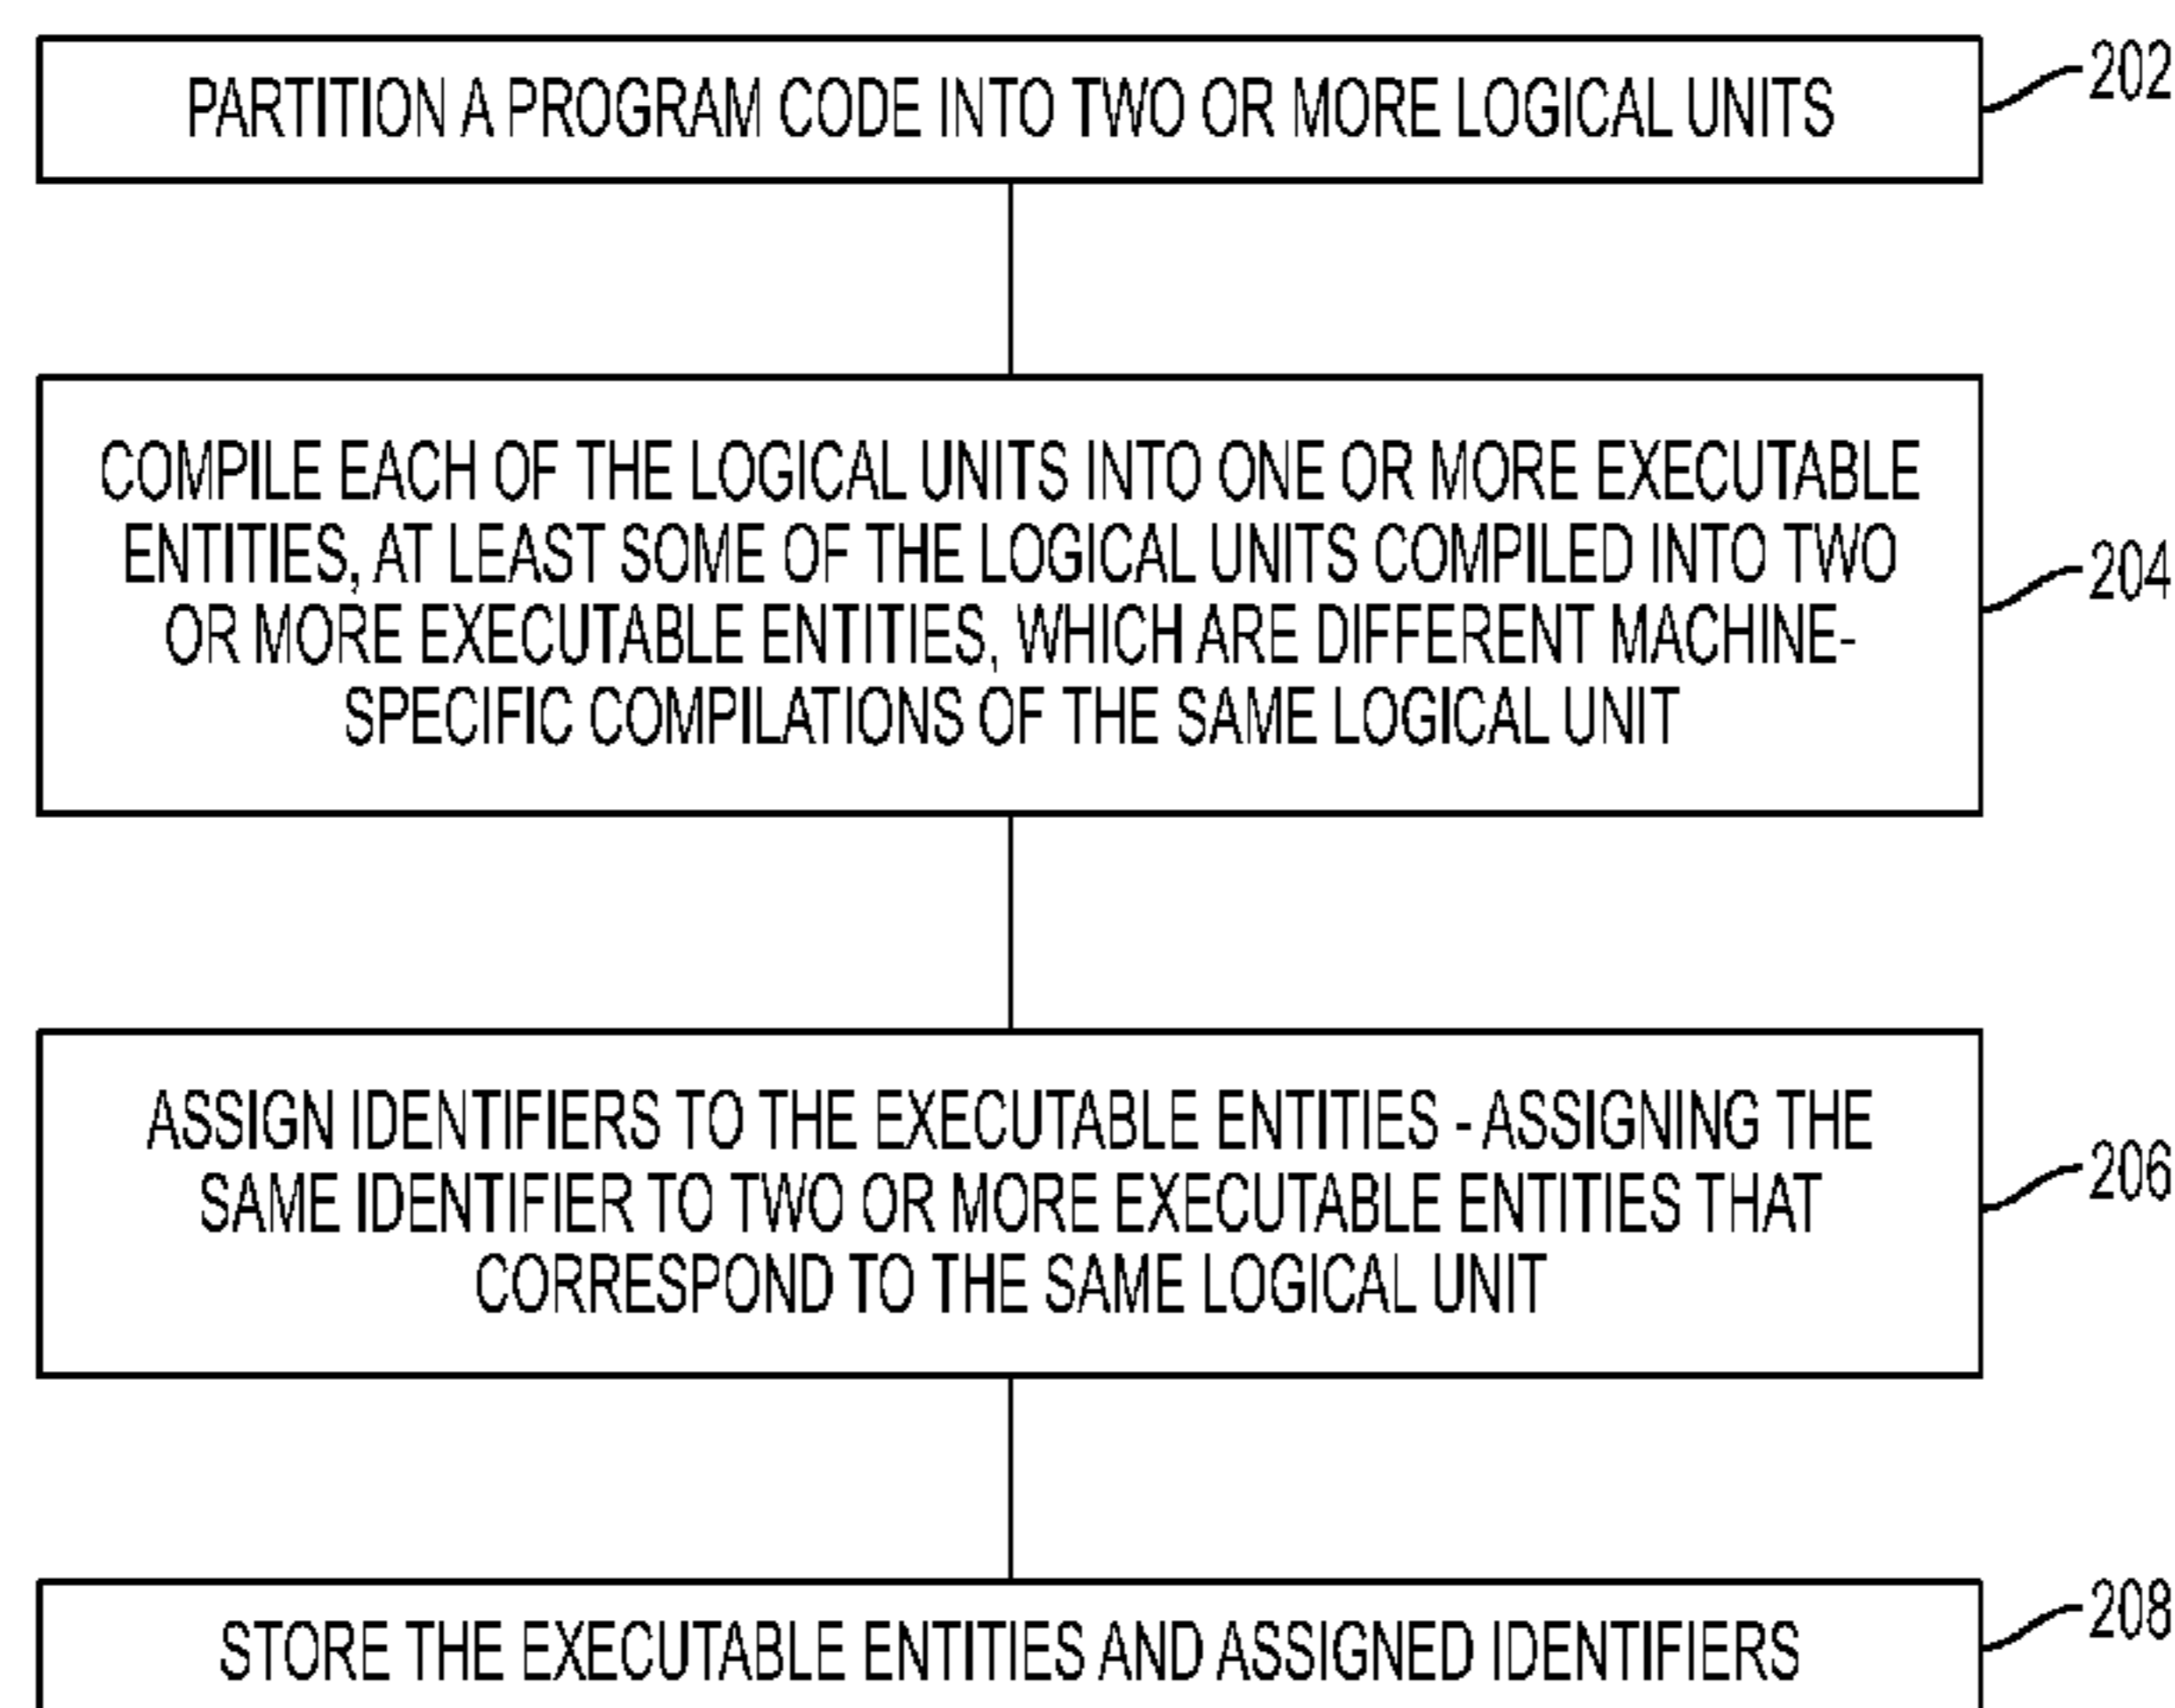 PARTITION A PROGRAM CODE INTO TWO OR MORE LOGICAL UNITS
202
COMPILE EACH OF THE LOGICAL UNITS INTO ONE OR MORE EXECUTABLE
ENTITIES, AT LEAST SOME OF THE LOGICAL UNITS COMPILED INTO TWO
OR MORE EXECUTABLE ENTITIES, WHICH ARE DIFFERENT MACHINE-
SPECIFIC COMPILATIONS OF THE SAME LOGICAL UNIT
204
ASSIGN IDENTIFIERS TO THE EXECUTABLE ENTITIES - ASSIGNING THE
SAME IDENTIFIER TO TWO OR MORE EXECUTABLE ENTITIES THAT
CORRESPOND TO THE SAME LOGICAL UNIT
206
STORE THE EXECUTABLE ENTITIES AND ASSIGNED IDENTIFIERS
208